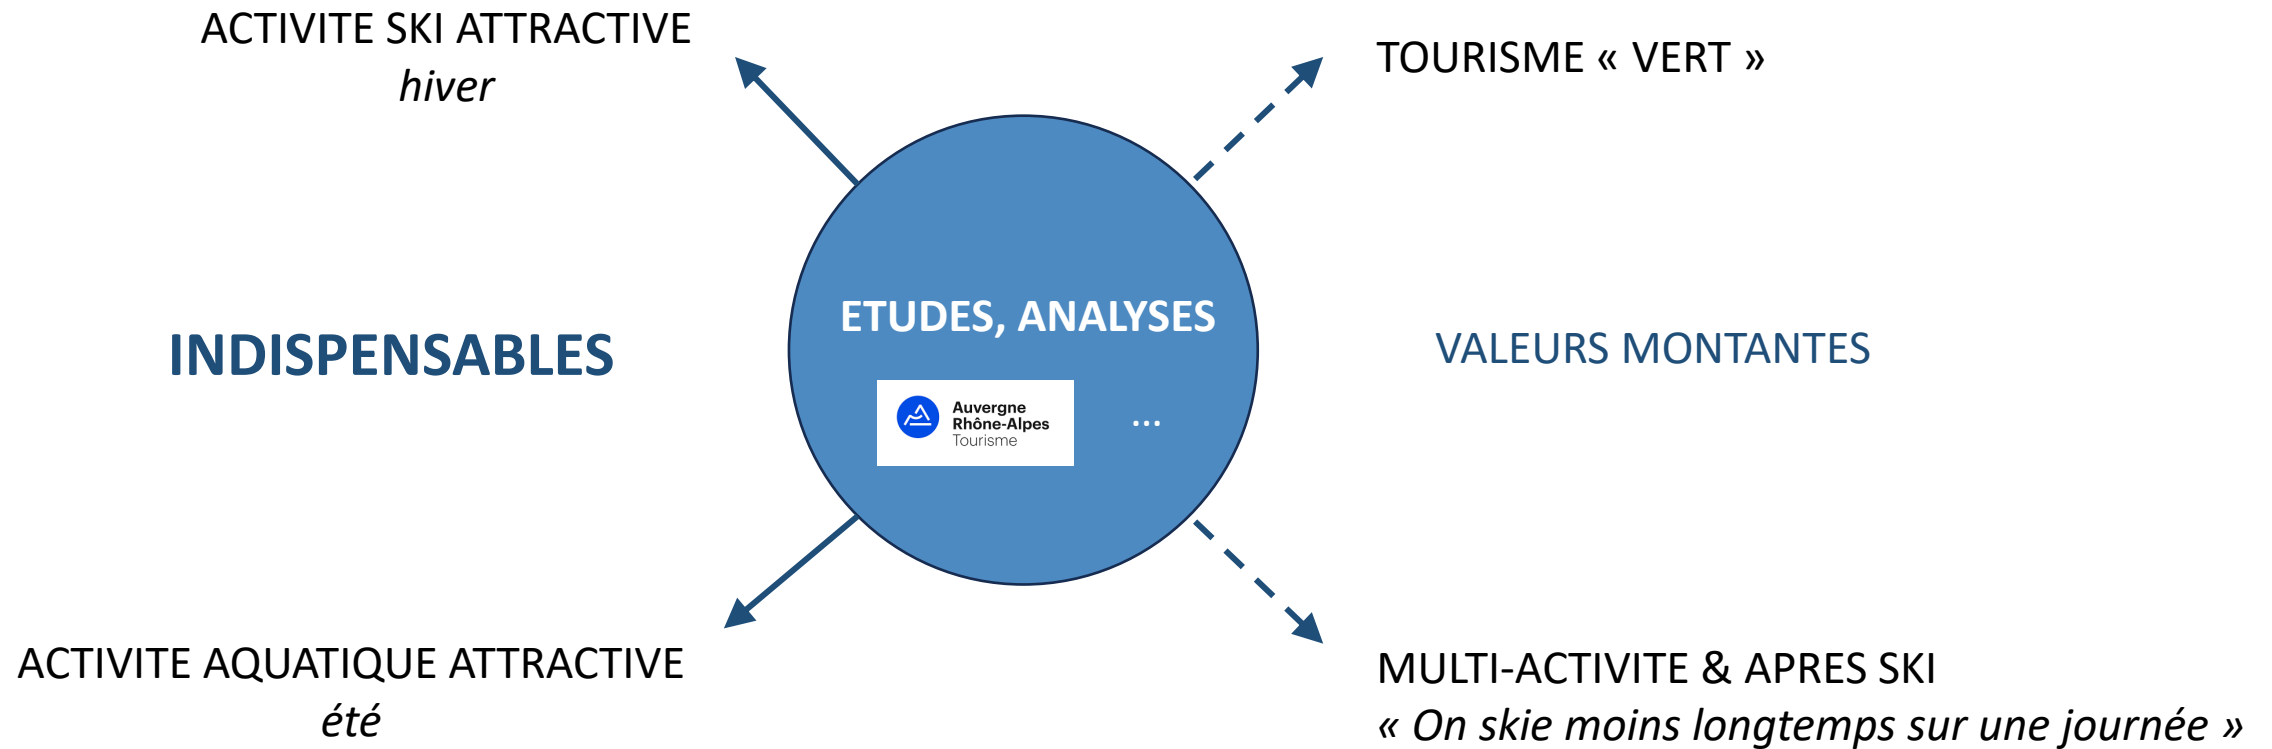 ACTIVITE SKI ATTRACTIVE
hiver
TOURISME « VERT »
INDISPENSABLES
ETUDES, ANALYSES
Auvergne
Rhône-Alpes
Tourisme
...
VALEURS MONTANTES
ACTIVITE AQUATIQUE ATTRACTIVE
été
MULTI-ACTIVITE & APRES SKI
« On skie moins longtemps sur une journée »